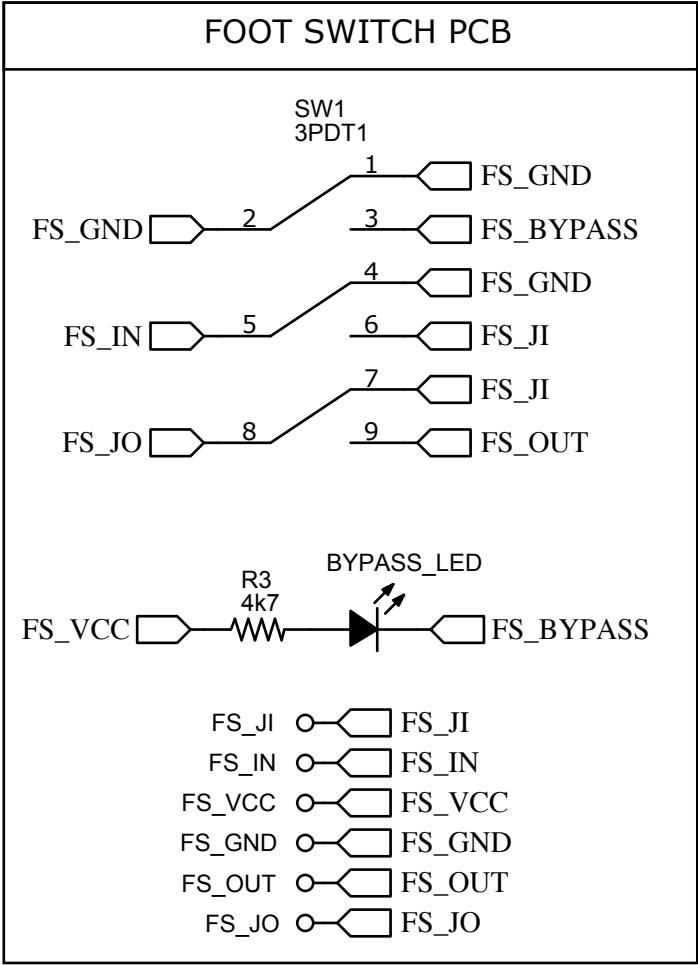 FOOT SWITCH PCB
SW1
3PDT1
1 FS_GND
FS_GND 2 3 FS_BYPASS
4 FS_GND
FS_IN 5 6 FS_JI
7 FS_JI
FS_JO 8 9 FS_OUT
BYPASS_LED
R3
4k7
FS_VCC FS_BYPASS
FS_JI FS_JI
FS_IN FS_IN
FS_VCC FS_VCC
FS_GND FS_GND
FS_OUT FS_OUT
FS_JO FS_JO